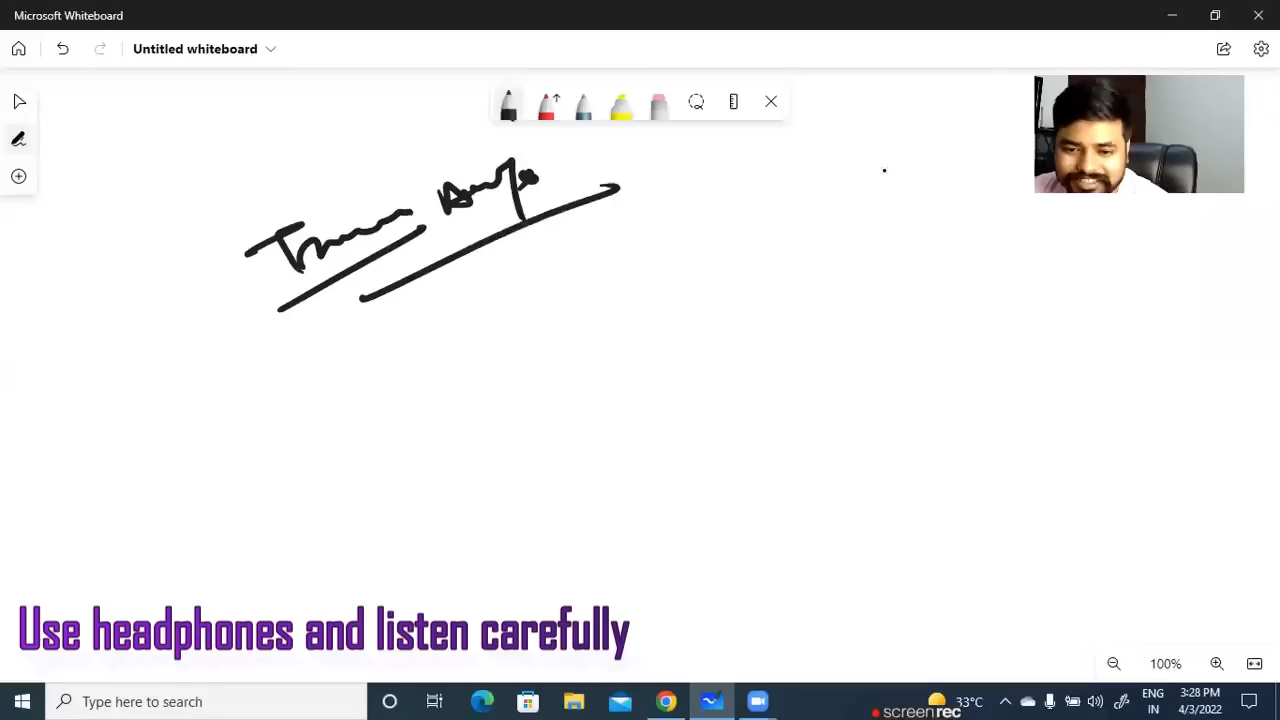 Microsoft Whiteboard
Untitled whiteboard
Use headphones and listen carefully
100%
Type here to search
33°C
ENG
IN
3:28 PM
4/3/2022
screenrec